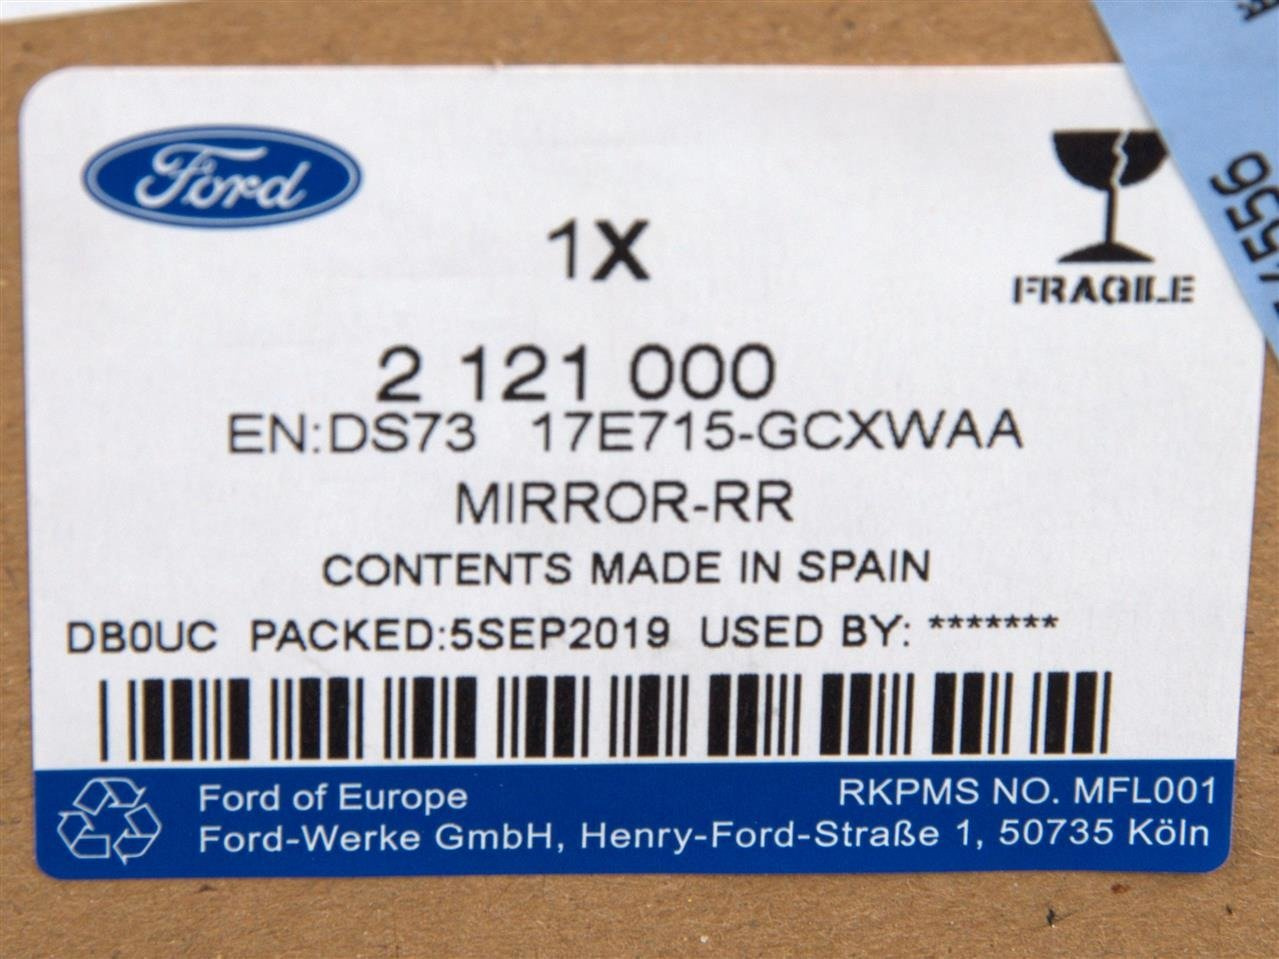 Ford
1X
FRAGILE
2 121 000
EN:DS73 17E715-GCXWAA
MIRROR-RR
CONTENTS MADE IN SPAIN
DB0UC PACKED:5SEP2019 USED BY: *******
Ford of Europe
RKPMS NO. MFL001
Ford-Werke GmbH, Henry-Ford-Straße 1, 50735 Köln